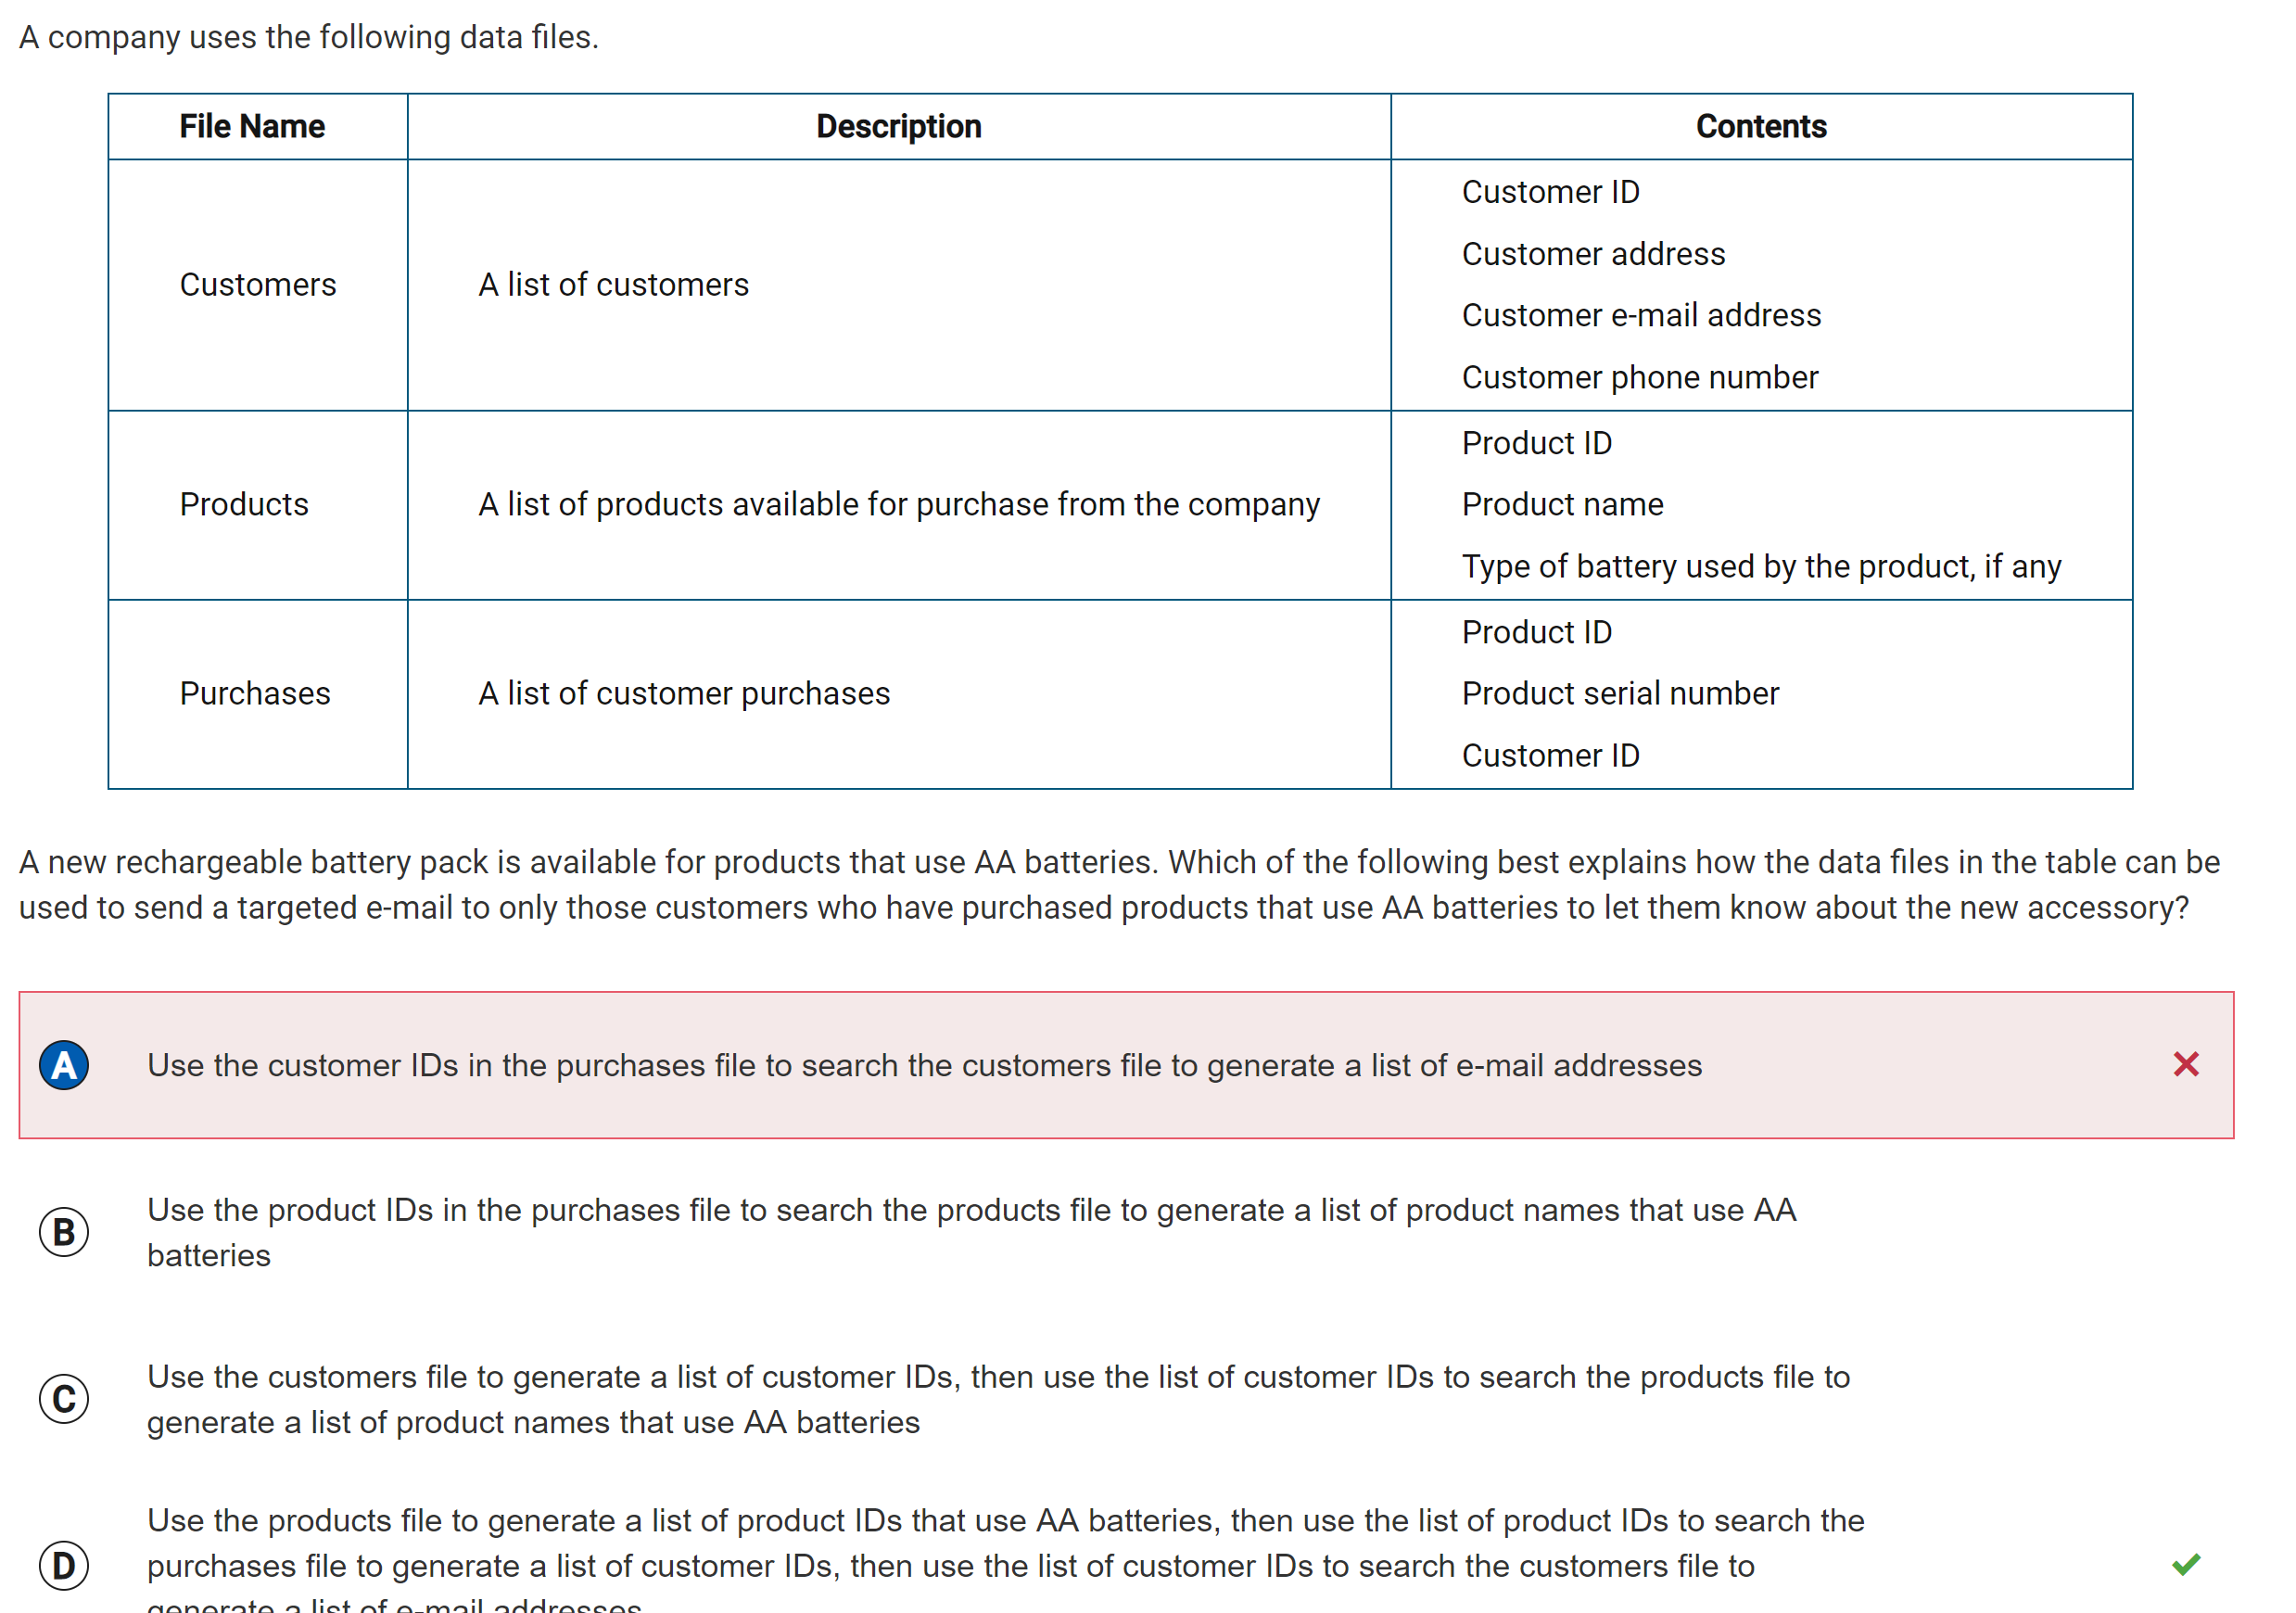 A company uses the following data files.
File Name
Description
Contents
Customers
A list of customers
Customer ID
Customer address
Customer e-mail address
Customer phone number
Products
A list of products available for purchase from the company
Product ID
Product name
Type of battery used by the product, if any
Purchases
A list of customer purchases
Product ID
Product serial number
Customer ID
A new rechargeable battery pack is available for products that use AA batteries. Which of the following best explains how the data files in the table can be
used to send a targeted e-mail to only those customers who have purchased products that use AA batteries to let them know about the new accessory?
A
Use the customer IDs in the purchases file to search the customers file to generate a list of e-mail addresses
B
Use the product IDs in the purchases file to search the products file to generate a list of product names that use AA
batteries
C
Use the customers file to generate a list of customer IDs, then use the list of customer IDs to search the products file to
generate a list of product names that use AA batteries
D
Use the products file to generate a list of product IDs that use AA batteries, then use the list of product IDs to search the
purchases file to generate a list of customer IDs, then use the list of customer IDs to search the customers file to
generate a list of e-mail addresses